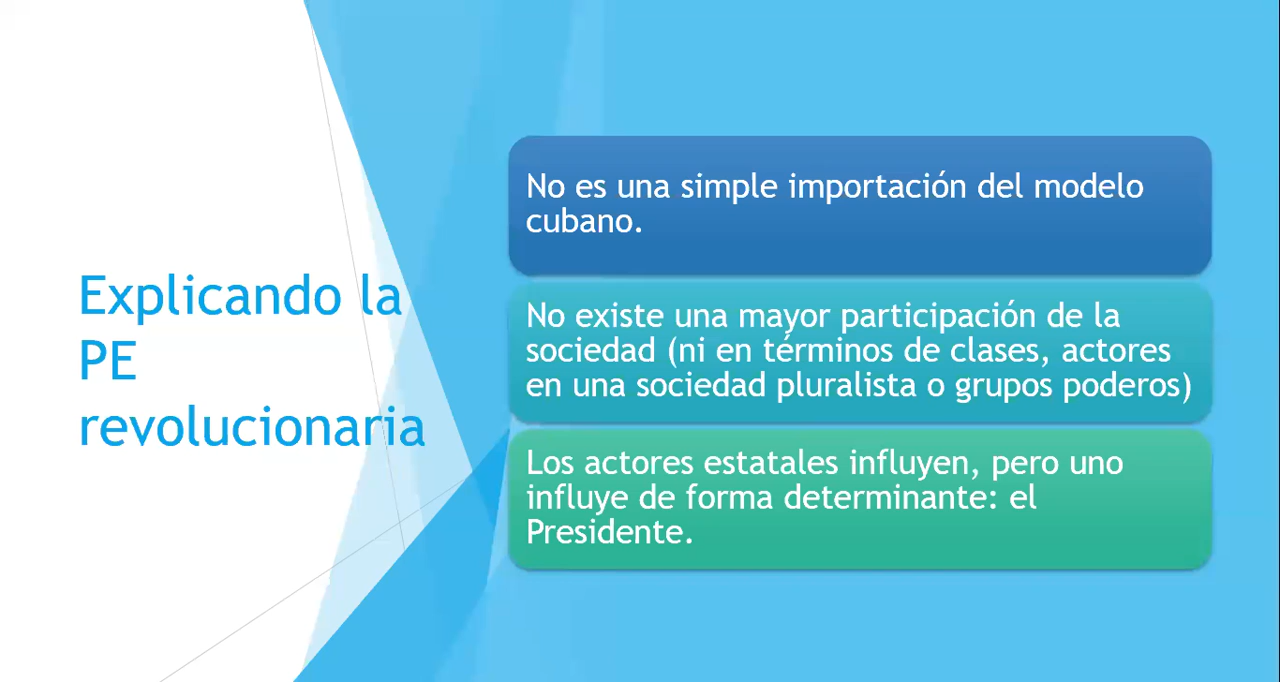 Explicando la
PE
revolucionaria
No es una simple importación del modelo
cubano.
No existe una mayor participación de la
sociedad (ni en términos de clases, actores
en una sociedad pluralista o grupos poderos)
Los actores estatales influyen, pero uno
influye de forma determinante: el
Presidente.